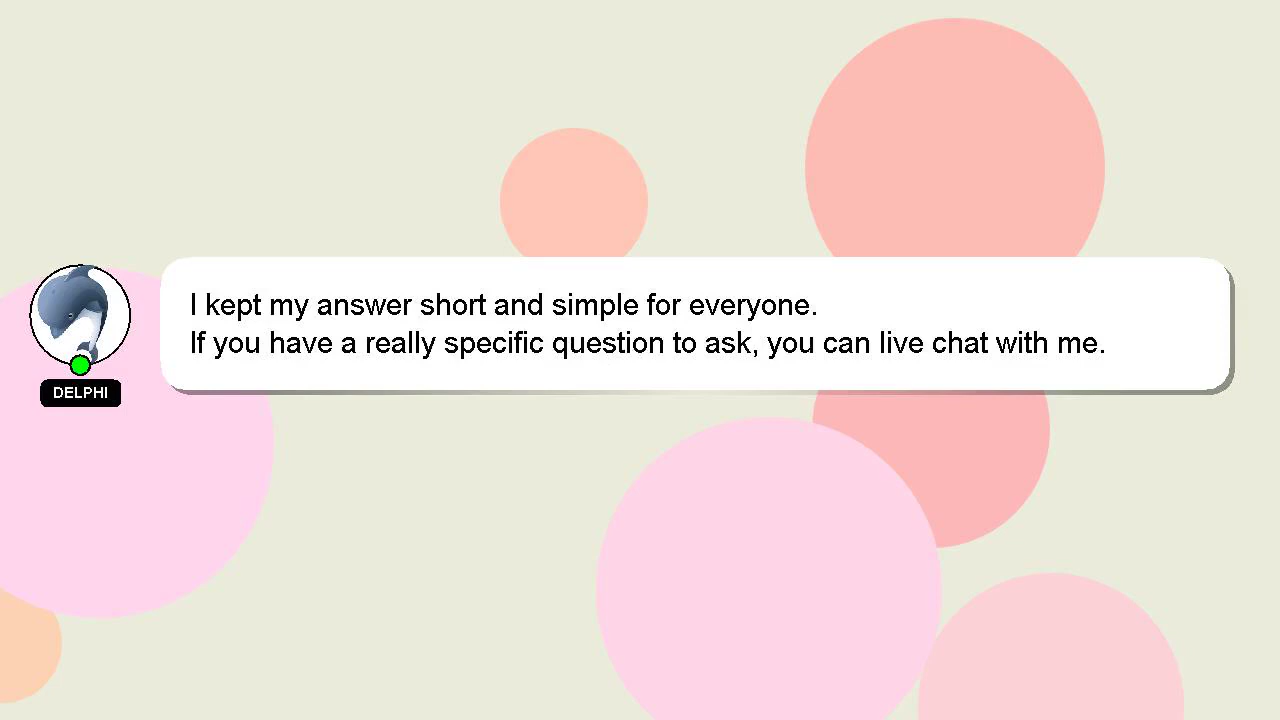 I kept my answer short and simple for everyone.
If you have a really specific question to ask, you can live chat with me.
DELPHI